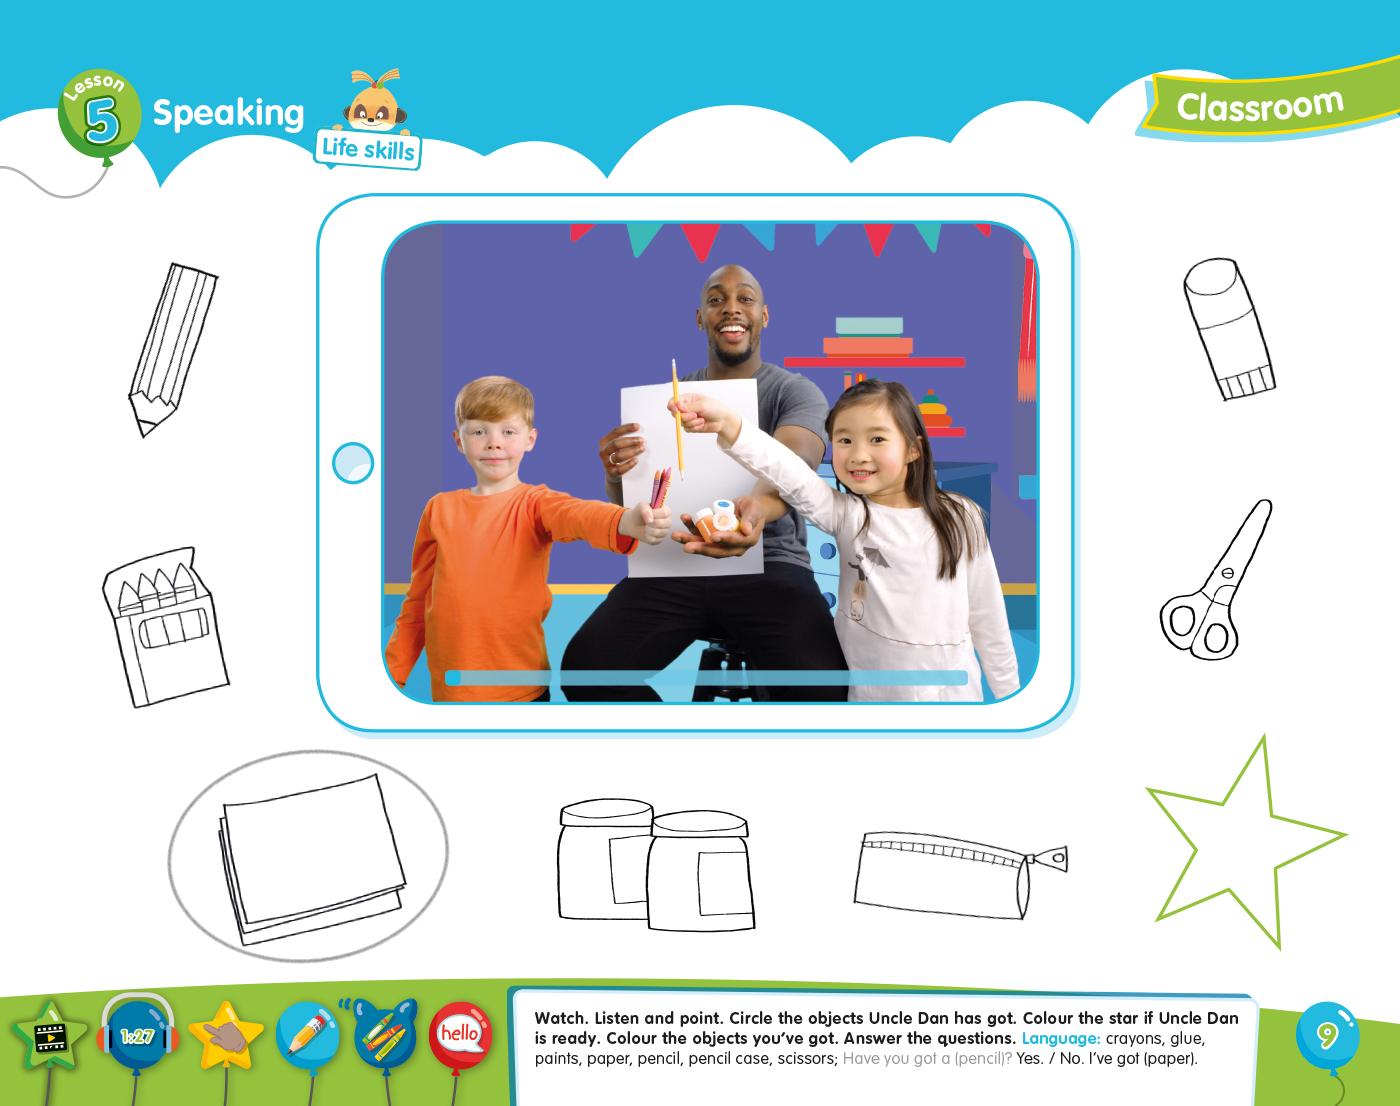 Lesson
5
Speaking
Life skills
Classroom
1:27
hello
Watch. Listen and point. Circle the objects Uncle Dan has got. Colour the star if Uncle Dan
is ready. Colour the objects you've got. Answer the questions. Language: crayons, glue,
paints, paper, pencil, pencil case, scissors; Have you got a (pencil)? Yes. / No. I've got (paper).
9